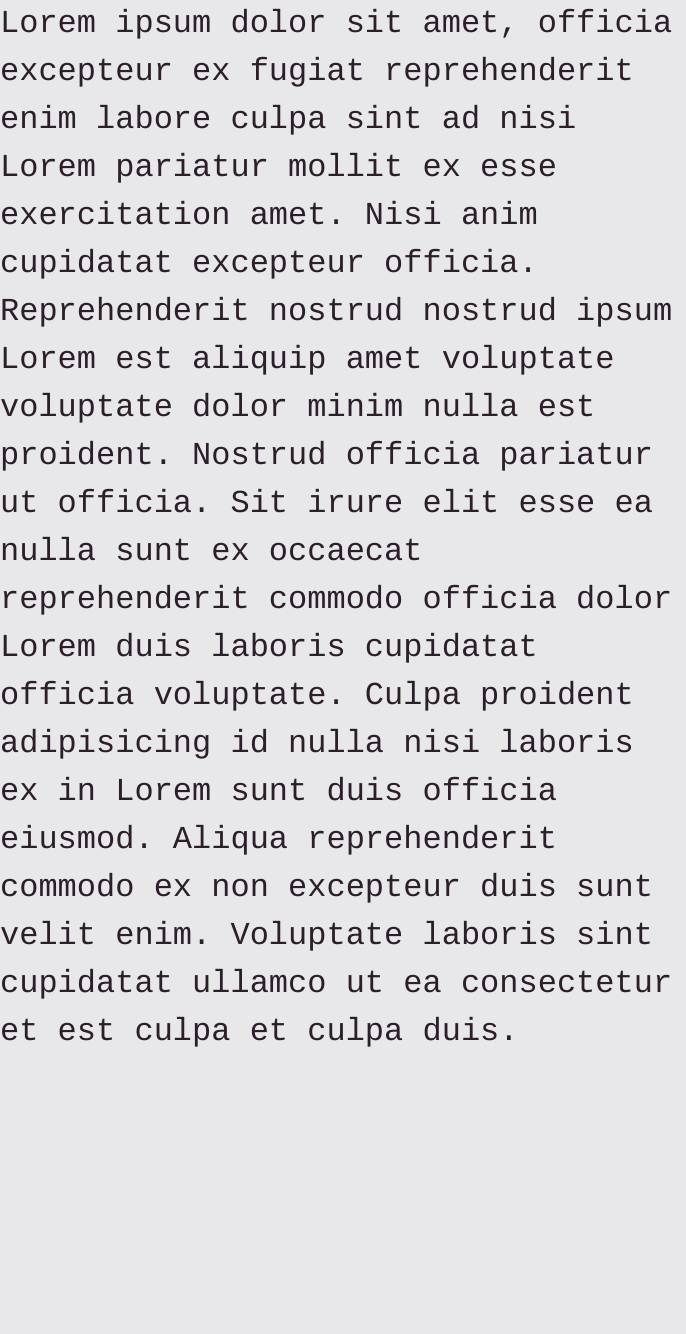 Lorem ipsum dolor sit amet, officia
excepteur ex fugiat reprehenderit
enim labore culpa sint ad nisi
Lorem pariatur mollit ex esse
exercitation amet. Nisi anim
cupidatat excepteur officia.
Reprehenderit nostrud nostrud ipsum
Lorem est aliquip amet voluptate
voluptate dolor minim nulla est
proident. Nostrud officia pariatur
ut officia. Sit irure elit esse ea
nulla sunt ex occaecat
reprehenderit commodo officia dolor
Lorem duis laboris cupidatat
officia voluptate. Culpa proident
adipisicing id nulla nisi laboris
ex in Lorem sunt duis officia
eiusmod. Aliqua reprehenderit
commodo ex non excepteur duis sunt
velit enim. Voluptate laboris sint
cupidatat ullamco ut ea consectetur
et est culpa et culpa duis.